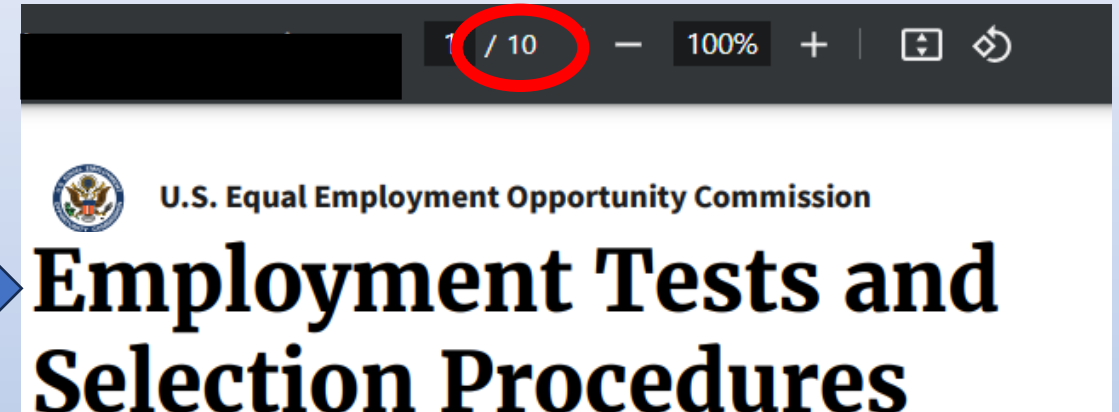 1 / 10 — 100% +
U.S. Equal Employment Opportunity Commission
Employment Tests and
Selection Procedures